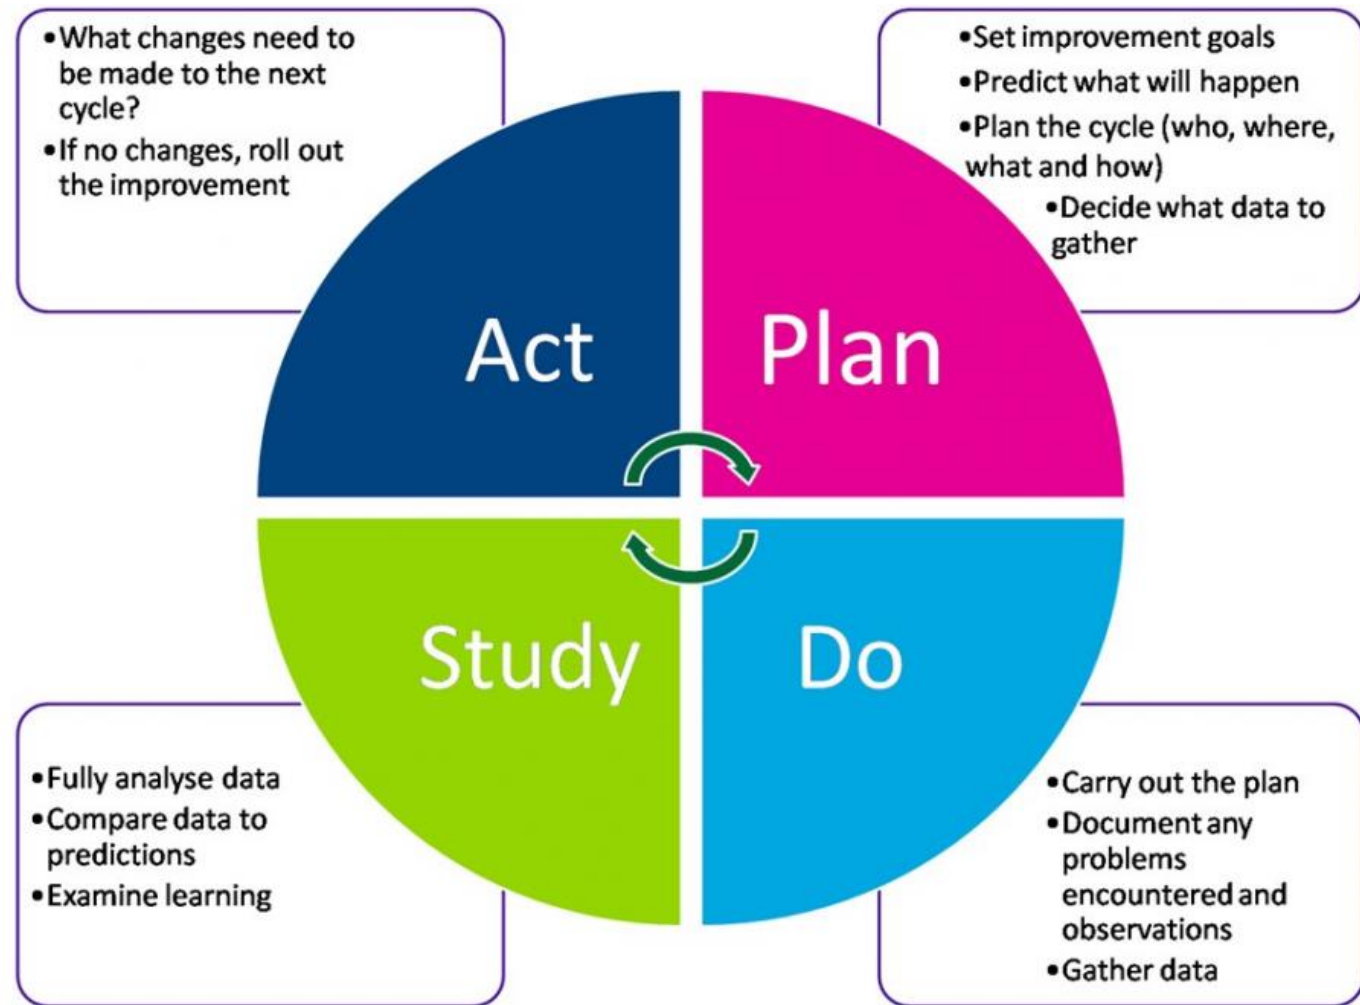 •What changes need to
be made to the next
cycle?
•If no changes, roll out
the improvement
•Set improvement goals
•Predict what will happen
•Plan the cycle (who, where,
what and how)
•Decide what data to
gather
Act
Plan
Study
Do
•Fully analyse data
•Compare data to
predictions
•Examine learning
•Carry out the plan
•Document any
problems
encountered and
observations
•Gather data